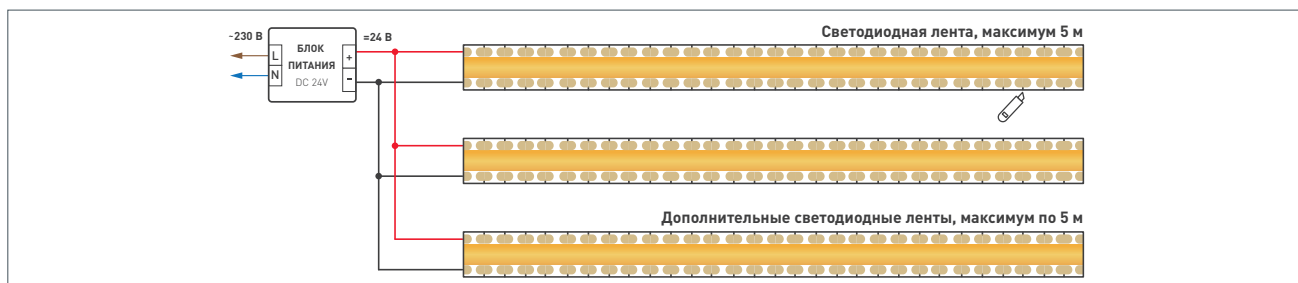 ~230 В
БЛОК
ПИТАНИЯ
DC 24V
L
N
+
-
=24 В
Светодиодная лента, максимум 5 м
Дополнительные светодиодные ленты, максимум по 5 м